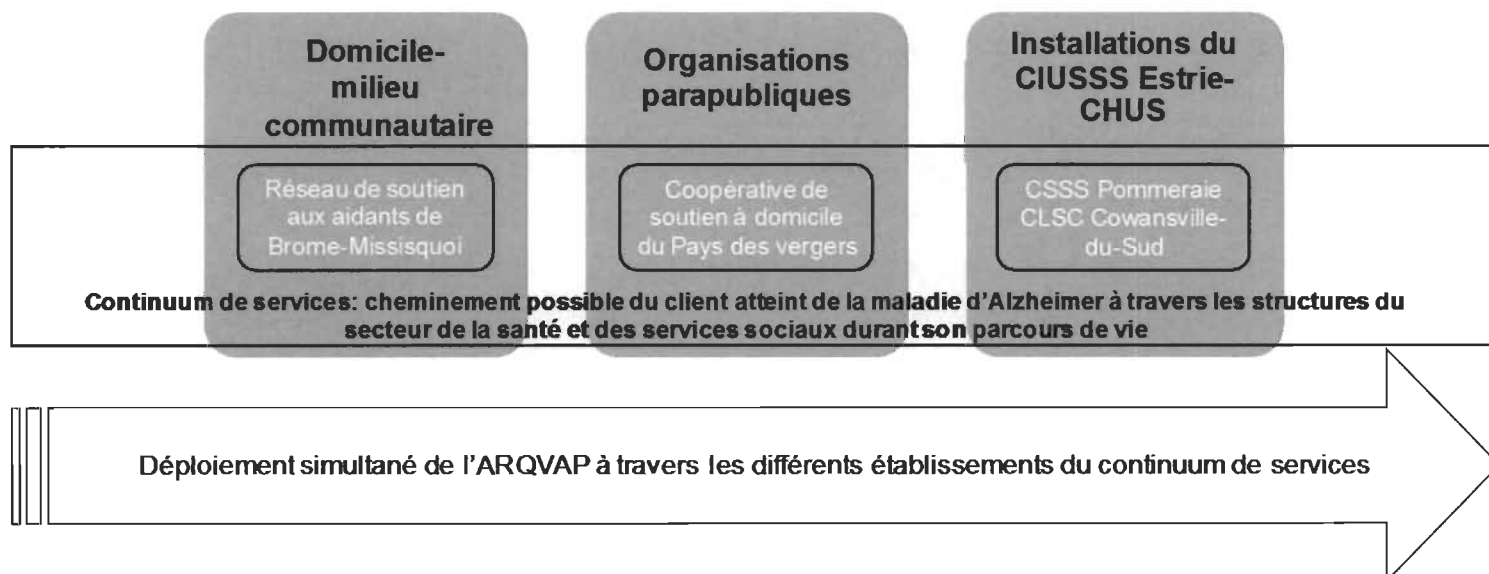 Domicile-
milieu
communautaire
Organisations
parapubliques
Installations du
CIUSSS Estrie-
CHUS
Réseau de soutien
aux aidants de
Brome-Missisquoi
Coopérative de
soutien à domicile
du Pays des vergers
CSSS Pommeraie
CLSC Cowansville-
du-Sud
Continuum de services: cheminement possible du client atteint de la maladie d'Alzheimer à travers les structures du
secteur de la santé et des services sociaux durant son parcours de vie
Déploiement simultané de l'ARQVAP à travers les différents établissements du continuum de services